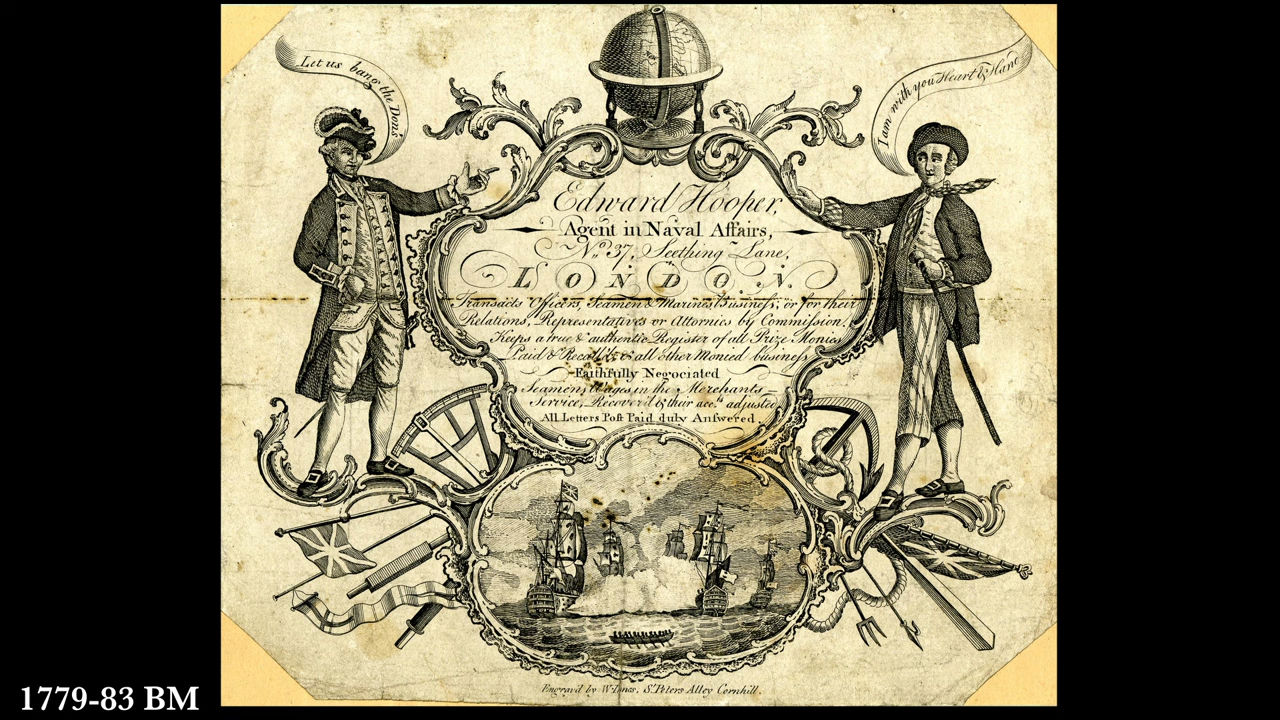 Let us bang the Dons
I am with you Heart & Hand
Edward Hooper,
Agent in Naval Affairs,
No. 37, Seething Lane,
LONDON.
Transacts Officers, Seamen & Marines Business, or for their
Relations, Representatives or Attornies by Commission,
Keeps a true & authentic Register of all Prize Monies
Paid & Recall'd & all other Monied business
Faithfully Negociated
Seamens Wages in the Merchants
Service, Recover'd & their acc.ts adjusted
All Letters Post Paid duly Answered.
Engrav'd by W. St. Peters Alley Cornhill.
1779-83 BM